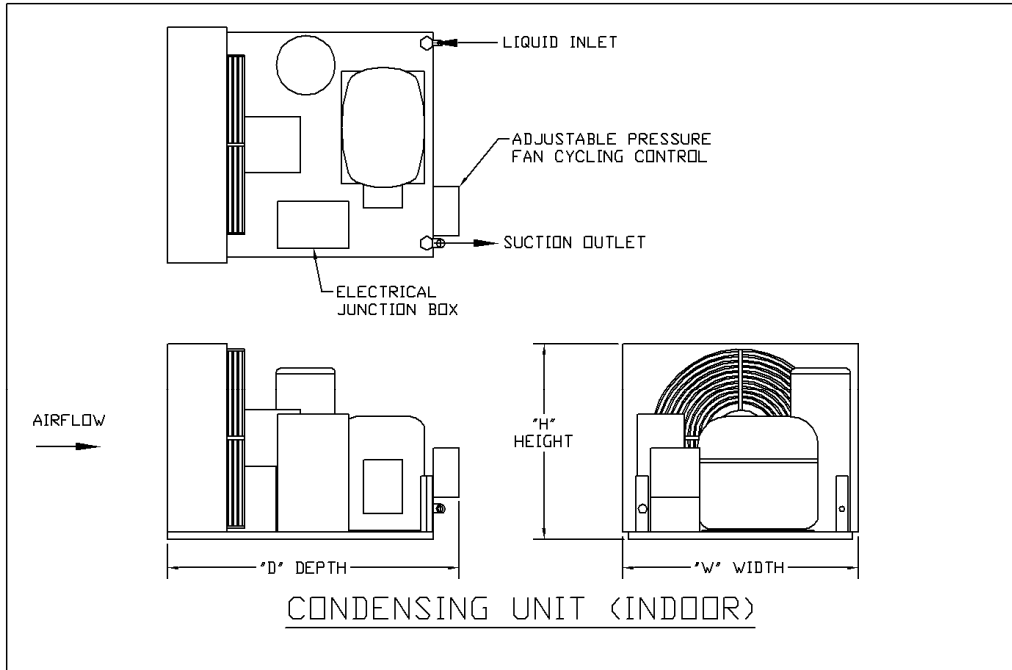 LIQUID INLET
ADJUSTABLE PRESSURE
FAN CYCLING CONTROL
SUCTION OUTLET
ELECTRICAL
JUNCTION BOX
AIRFLOW
"H"
HEIGHT
"D" DEPTH
"W" WIDTH
CONDENSING UNIT (INDOOR)